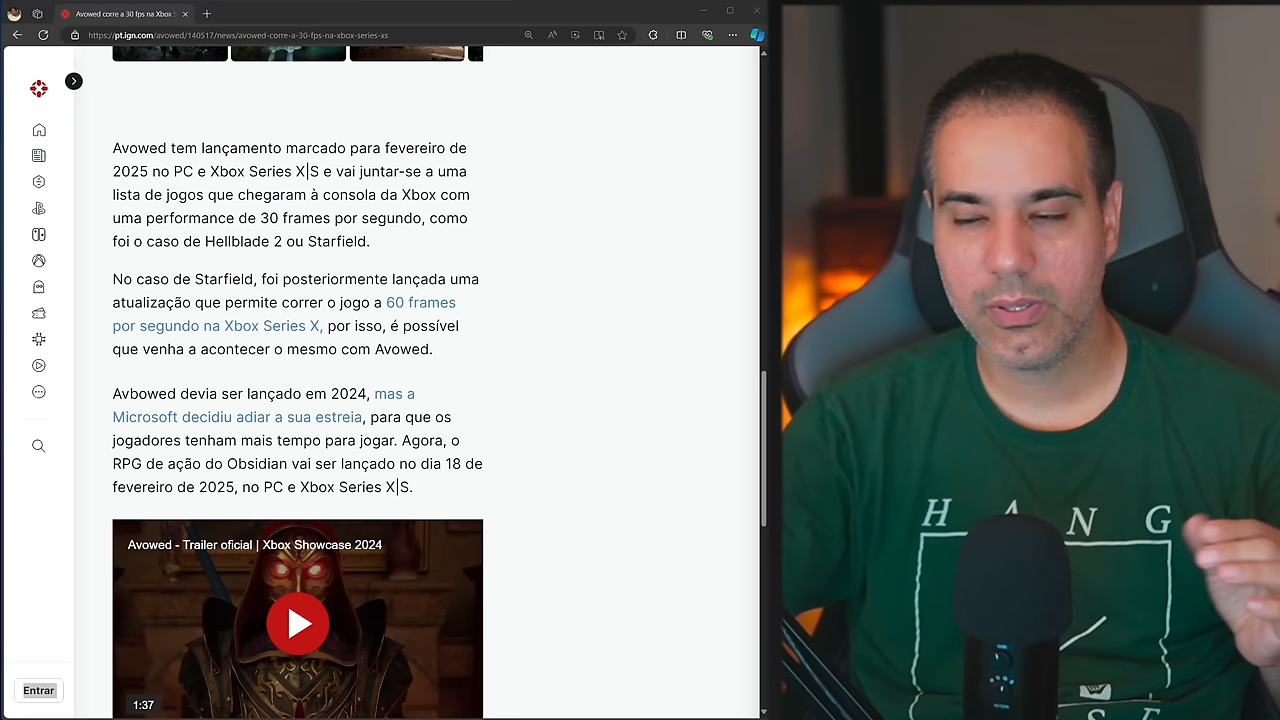 Avowed corre a 30 fps na Xbox S
https://pt.ign.com/avowed/140517/news/avowed-corre-a-30-fps-na-xbox-series-xs
Avowed tem lançamento marcado para fevereiro de
2025 no PC e Xbox Series X|S e vai juntar-se a uma
lista de jogos que chegaram à consola da Xbox com
uma performance de 30 frames por segundo, como
foi o caso de Hellblade 2 ou Starfield.
No caso de Starfield, foi posteriormente lançada uma
atualização que permite correr o jogo a 60 frames
por segundo na Xbox Series X, por isso, é possível
que venha a acontecer o mesmo com Avowed.
Avbowed devia ser lançado em 2024, mas a
Microsoft decidiu adiar a sua estreia, para que os
jogadores tenham mais tempo para jogar. Agora, o
RPG de ação do Obsidian vai ser lançado no dia 18 de
fevereiro de 2025, no PC e Xbox Series X|S.
Avowed - Trailer oficial | Xbox Showcase 2024
1:37
Entrar
H A N G
S E